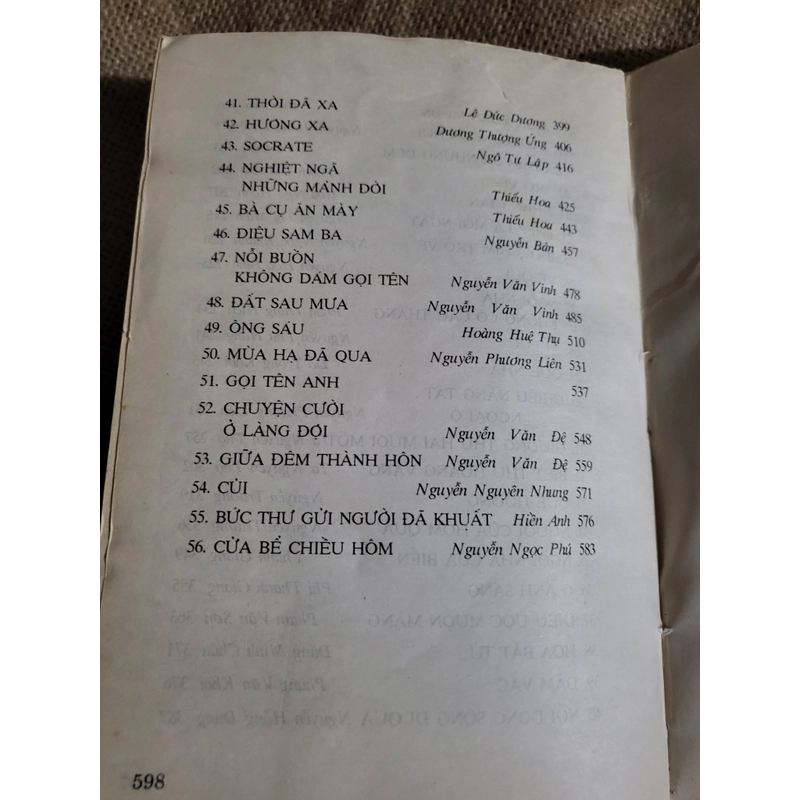 41. THỜI ĐÃ XA Lê Đức Dương 399
42. HƯƠNG XA Dương Thượng Ứng 406
43. SOCRATE Ngô Tự Lập 416
44. NGHIỆT NGÃ
NHỮNG MẢNH ĐỜI Thiếu Hoa 425
45. BÀ CỤ ĂN MÀY Thiếu Hoa 443
46. ĐIỆU SAM BA Nguyễn Bản 457
47. NỖI BUỒN
KHÔNG DÁM GỌI TÊN Nguyễn Văn Vinh 478
48. ĐẤT SAU MƯA Nguyễn Văn Vinh 485
49. ÔNG SÁU Hoàng Huệ Thụ 510
50. MÙA HẠ ĐÃ QUA Nguyễn Phương Liên 531
51. GỌI TÊN ANH 537
52. CHUYỆN CƯỜI
Ở LÀNG ĐỢI Nguyễn Văn Đệ 548
53. GIỮA ĐÊM THÀNH HÔN Nguyễn Văn Đệ 559
54. CỦI Nguyễn Nguyên Nhung 571
55. BỨC THƯ GỬI NGƯỜI ĐÃ KHUẤT Hiền Anh 576
56. CỬA BỂ CHIỀU HÔM Nguyễn Ngọc Phú 583
598